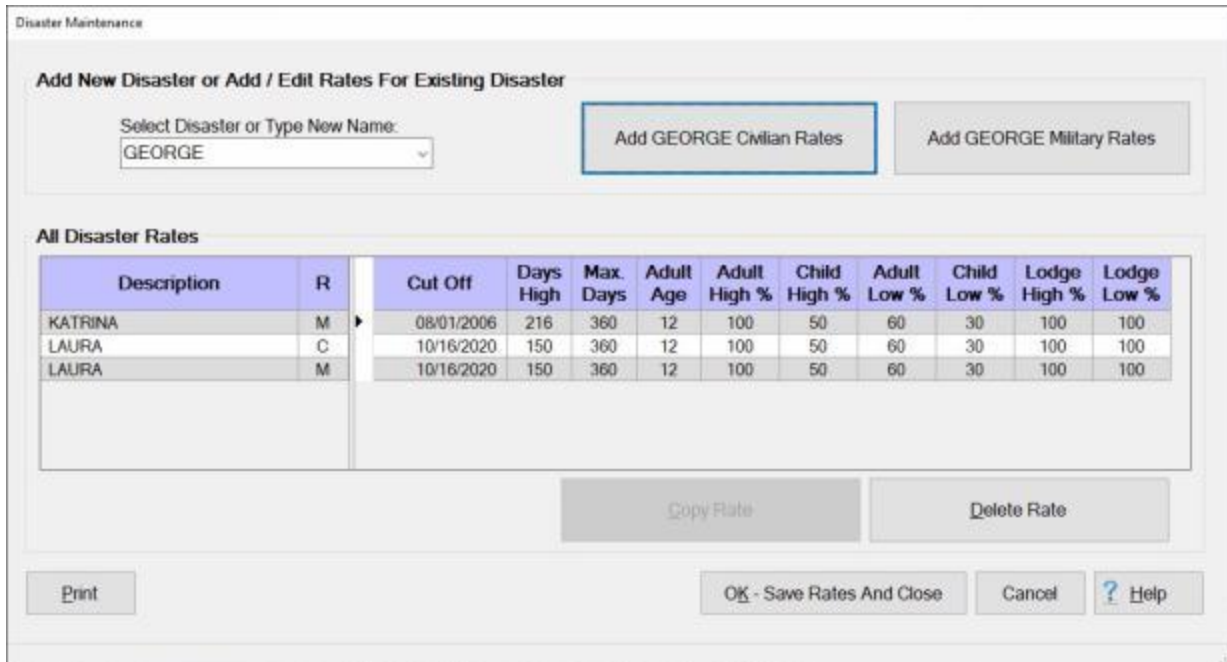 Disaster Maintenance
Add New Disaster or Add / Edit Rates For Existing Disaster
Select Disaster or Type New Name:
GEORGE
Add GEORGE Civilian Rates
Add GEORGE Military Rates
All Disaster Rates
Description R Cut Off Days High Max. Days Adult Age Adult High % Child High % Adult Low % Child Low % Lodge High % Lodge Low %
KATRINA M 08/01/2006 216 360 12 100 50 60 30 100 100
LAURA C 10/16/2020 150 360 12 100 50 60 30 100 100
LAURA M 10/16/2020 150 360 12 100 50 60 30 100 100
Copy Rate Delete Rate
Print OK - Save Rates And Close Cancel ? Help